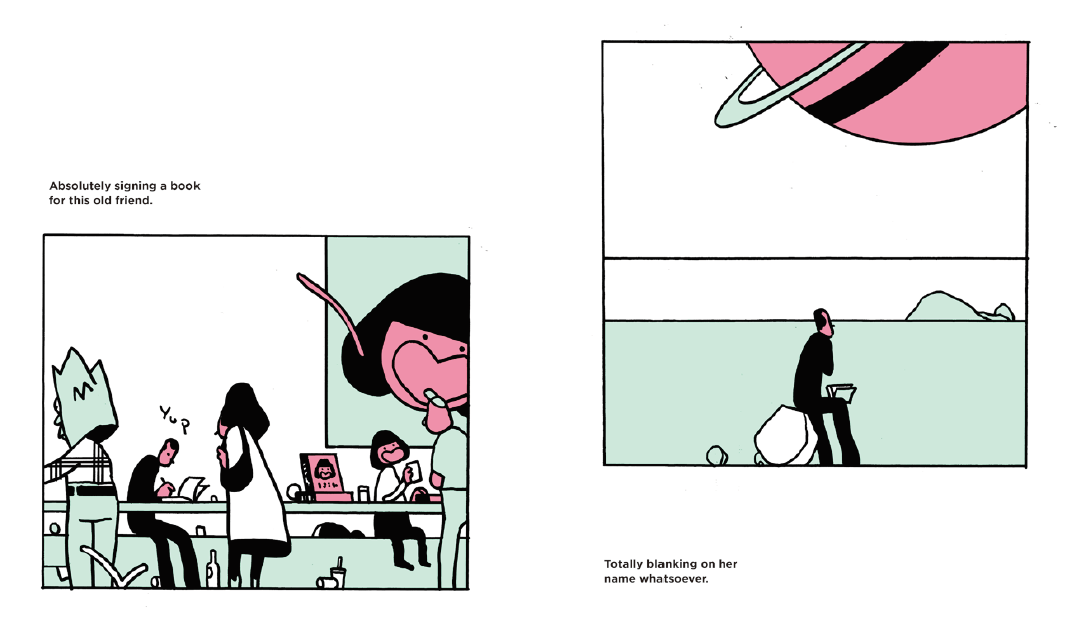 Absolutely signing a book
for this old friend.
Yup
Totally blanking on her
name whatsoever.